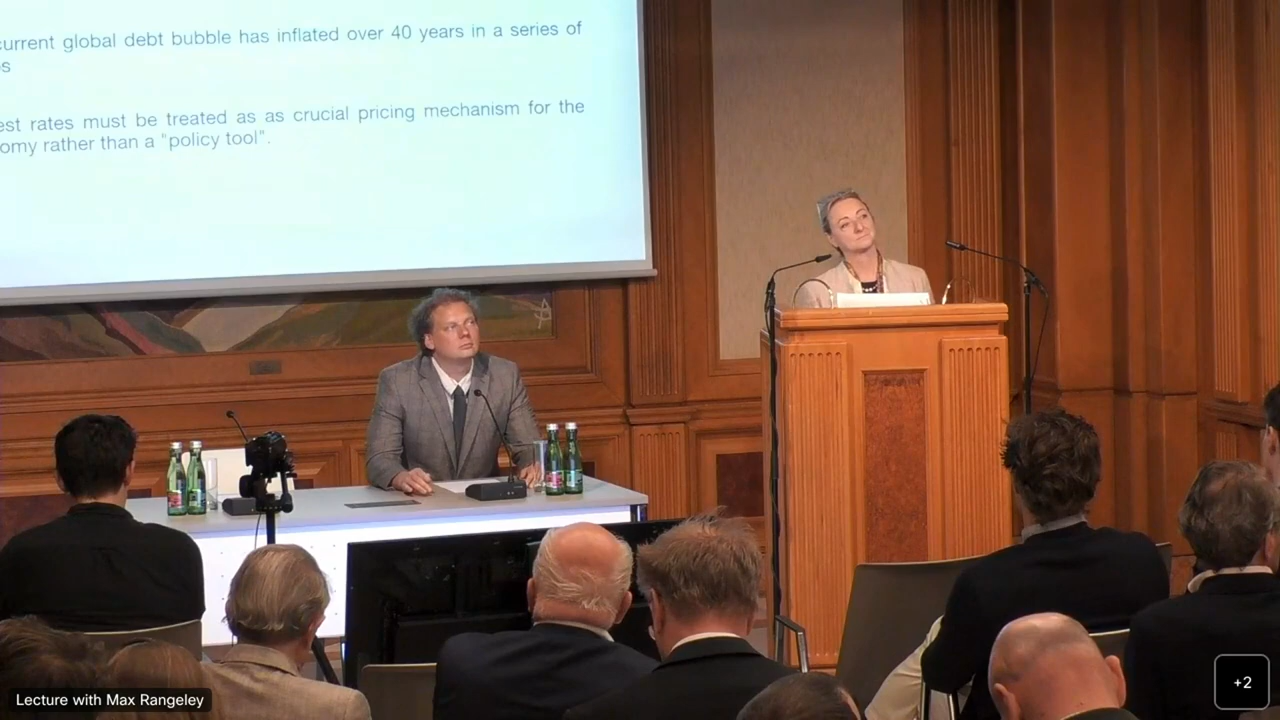 current global debt bubble has inflated over 40 years in a series of
est rates must be treated as as crucial pricing mechanism for the
omy rather than a "policy tool".
Lecture with Max Rangeley
+2